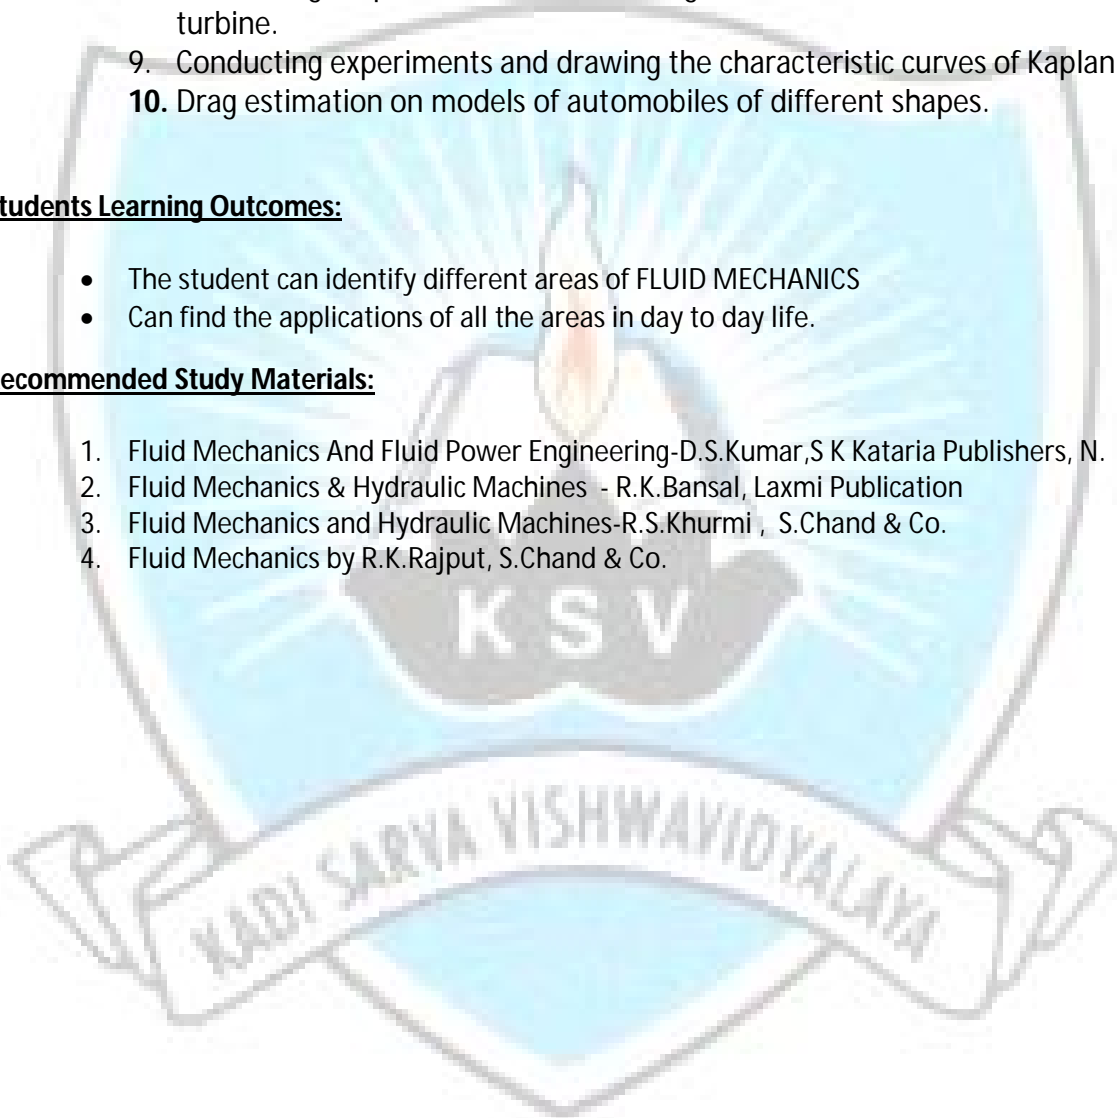 turbine.
9. Conducting experiments and drawing the characteristic curves of Kaplan
10. Drag estimation on models of automobiles of different shapes.
tudents Learning Outcomes:
• The student can identify different areas of FLUID MECHANICS
• Can find the applications of all the areas in day to day life.
ecommended Study Materials:
1. Fluid Mechanics And Fluid Power Engineering-D.S.Kumar,S K Kataria Publishers, N.
2. Fluid Mechanics & Hydraulic Machines - R.K.Bansal, Laxmi Publication
3. Fluid Mechanics and Hydraulic Machines-R.S.Khurmi , S.Chand & Co.
4. Fluid Mechanics by R.K.Rajput, S.Chand & Co.
K S V
KADI SARVA VISHWAVIDYALAYA